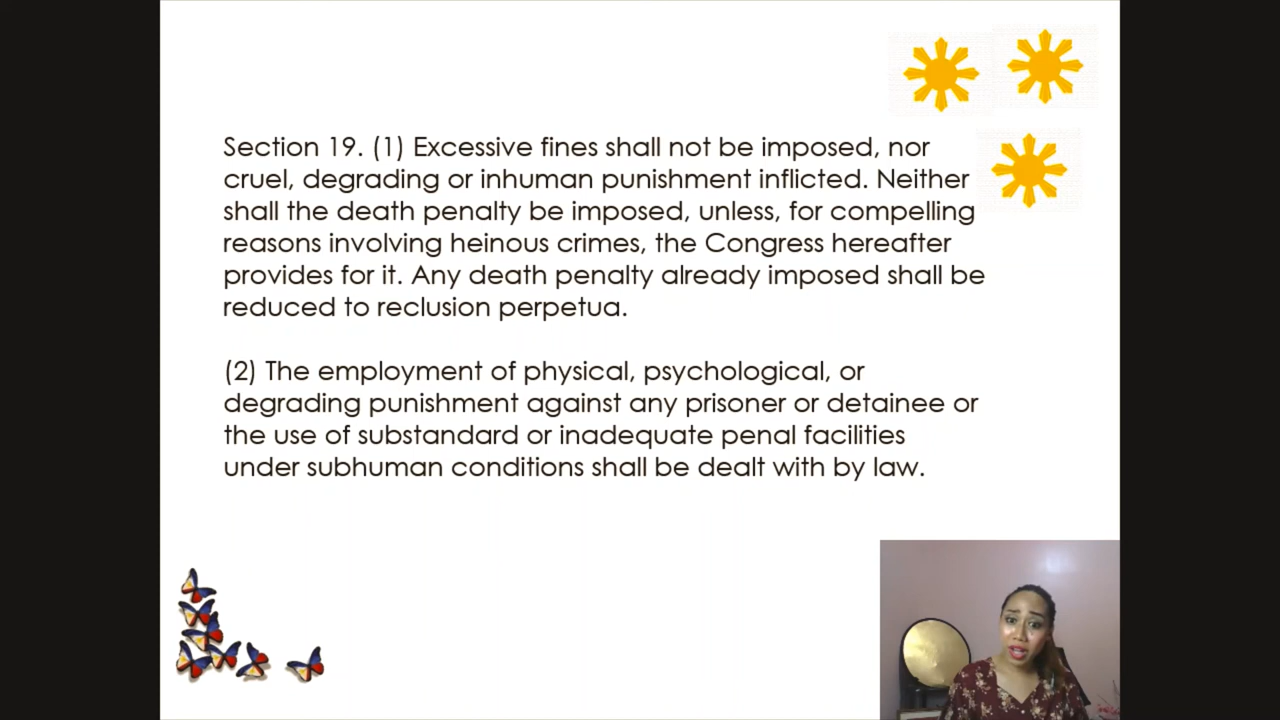 Section 19. (1) Excessive fines shall not be imposed, nor
cruel, degrading or inhuman punishment inflicted. Neither
shall the death penalty be imposed, unless, for compelling
reasons involving heinous crimes, the Congress hereafter
provides for it. Any death penalty already imposed shall be
reduced to reclusion perpetua.
(2) The employment of physical, psychological, or
degrading punishment against any prisoner or detainee or
the use of substandard or inadequate penal facilities
under subhuman conditions shall be dealt with by law.